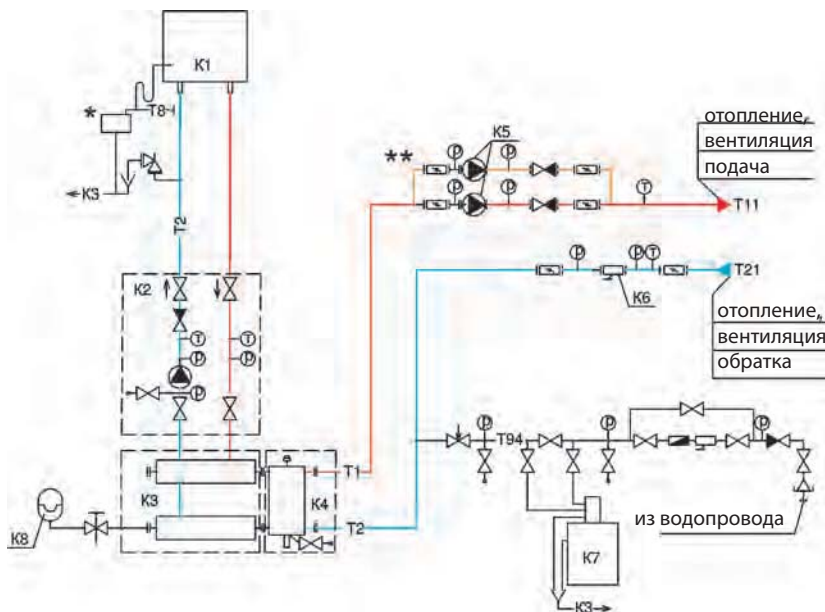 К1
*
Т8
К3
Т2
К2
Т
Р
Т
Р
Р
К3
К4
Т1
Т2
К8
**
Р
К5
Р
Р
Р
Т
отопление,
вентиляция
подача
Т11
Р
Р
Т
К6
Т21
отопление,
вентиляция
обратка
Р
Т94
Р
Р
из водопровода
К7
К3